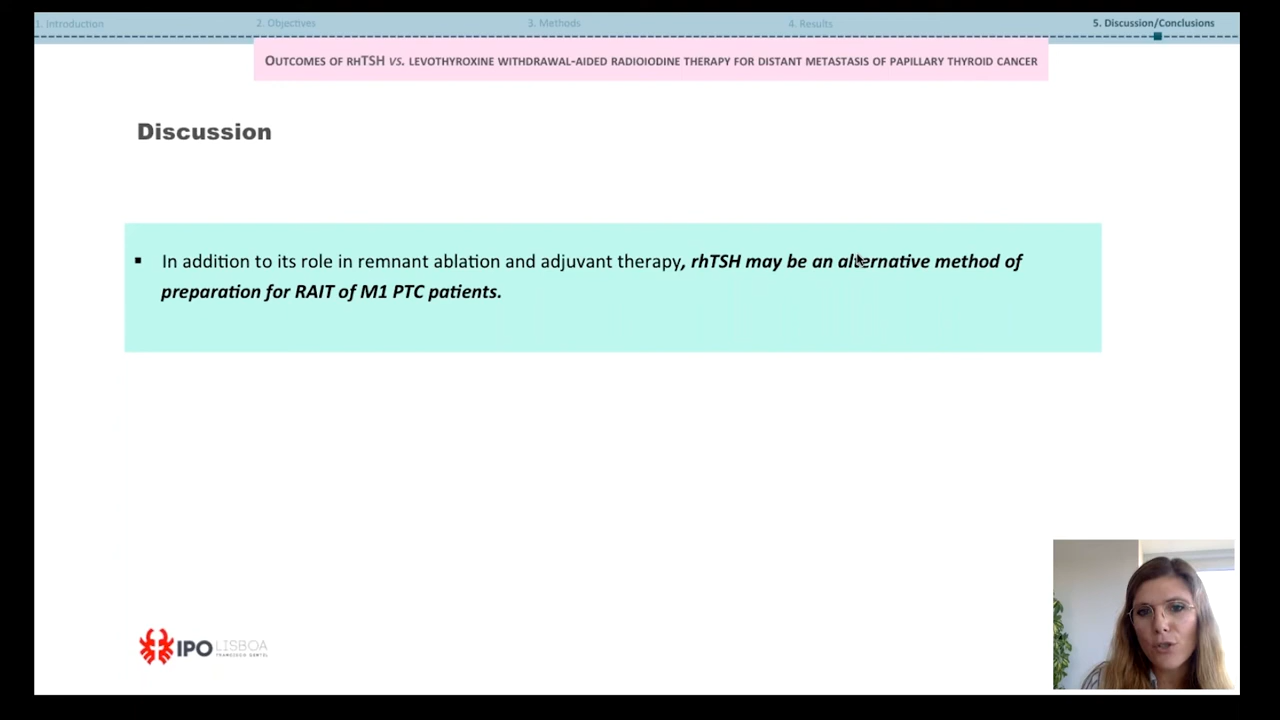 1. Introduction
2. Objectives
3. Methods
4. Results
5. Discussion/Conclusions
OUTCOMES OF RHTSH VS. LEVOTHYROXINE WITHDRAWAL-AIDED RADIOIODINE THERAPY FOR DISTANT METASTASIS OF PAPILLARY THYROID CANCER
Discussion
▪ In addition to its role in remnant ablation and adjuvant therapy, rhTSH may be an alternative method of
preparation for RAIT of M1 PTC patients.
IPO LISBOA
FRANCISCO GENTIL